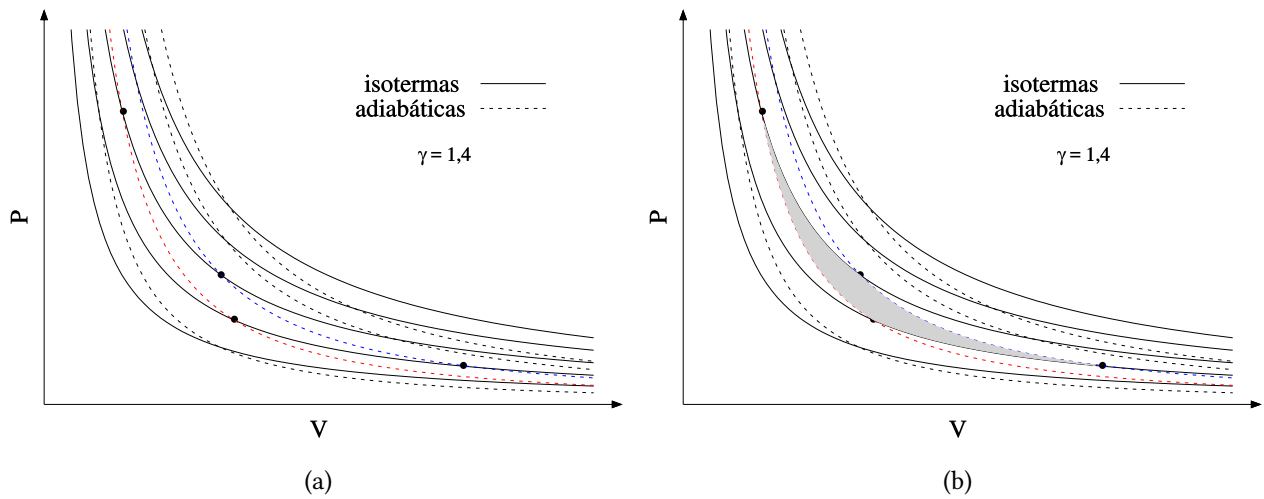 P
isotermas
adiabáticas
γ = 1,4
V
(a)
P
isotermas
adiabáticas
γ = 1,4
V
(b)